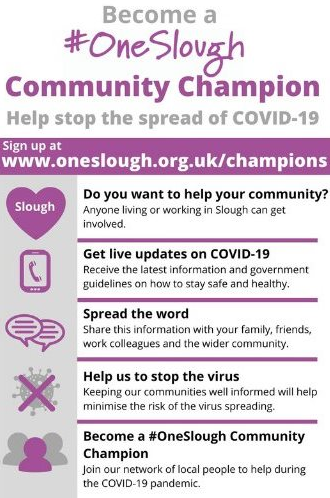 Become a
#OneSlough
Community Champion
Help stop the spread of COVID-19
Sign up at
www.oneslough.org.uk/champions
Slough
Do you want to help your community?
Anyone living or working in Slough can get
involved.
Get live updates on COVID-19
Receive the latest information and government
guidelines on how to stay safe and healthy.
Spread the word
Share this information with your family, friends,
work colleagues and the wider community.
Help us to stop the virus
Keeping our communities well informed will help
minimise the risk of the virus spreading.
Become a #OneSlough Community
Champion
Join our network of local people to help during
the COVID-19 pandemic.